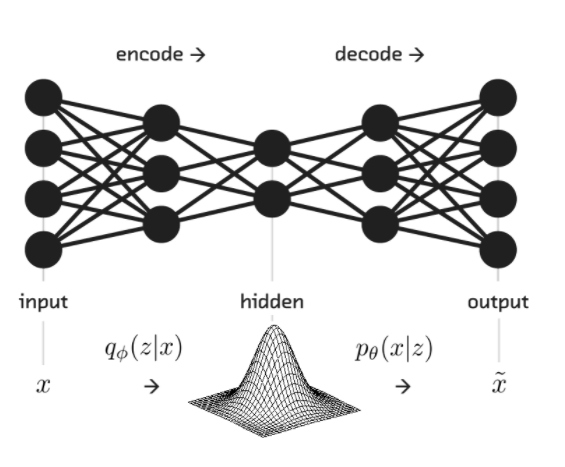 encode → decode →
input hidden output
qϕ(z|x) pθ(x|z)
x → → x̃